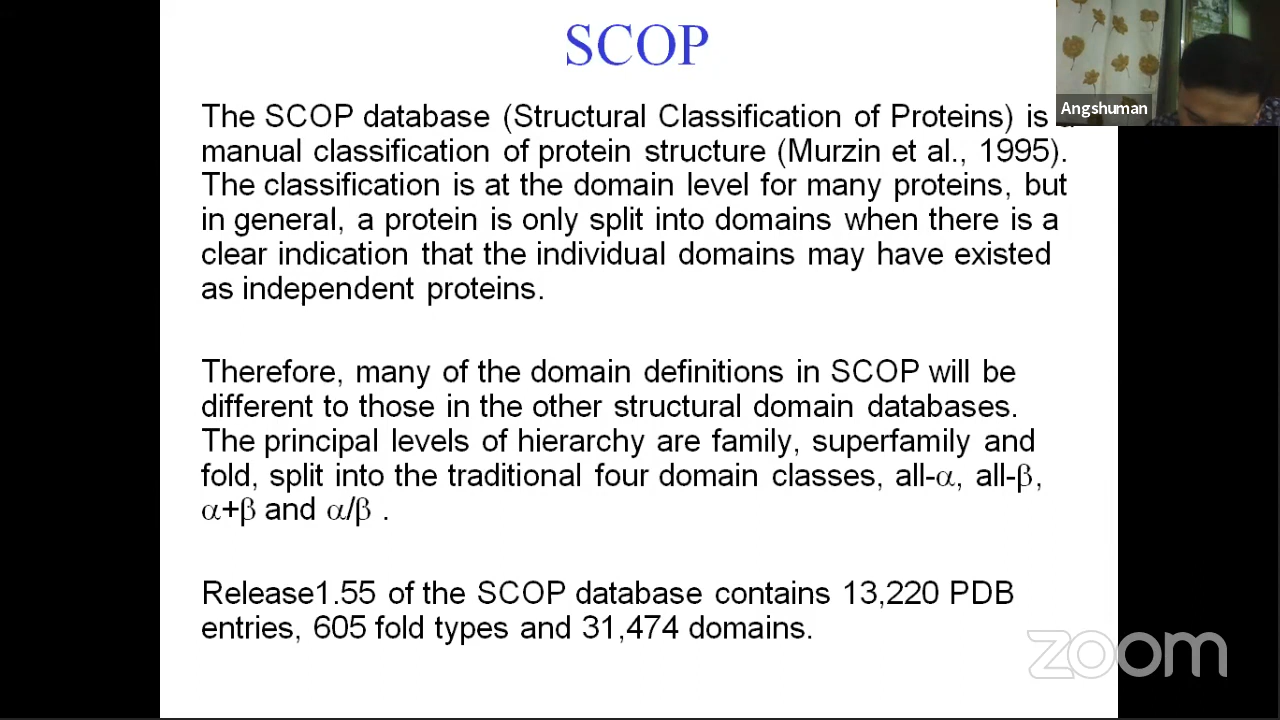 SCOP
Angshuman
The SCOP database (Structural Classification of Proteins) is
manual classification of protein structure (Murzin et al., 1995).
The classification is at the domain level for many proteins, but
in general, a protein is only split into domains when there is a
clear indication that the individual domains may have existed
as independent proteins.
Therefore, many of the domain definitions in SCOP will be
different to those in the other structural domain databases.
The principal levels of hierarchy are family, superfamily and
fold, split into the traditional four domain classes, all-α, all-β,
α+β and α/β .
Release1.55 of the SCOP database contains 13,220 PDB
entries, 605 fold types and 31,474 domains.
zoom